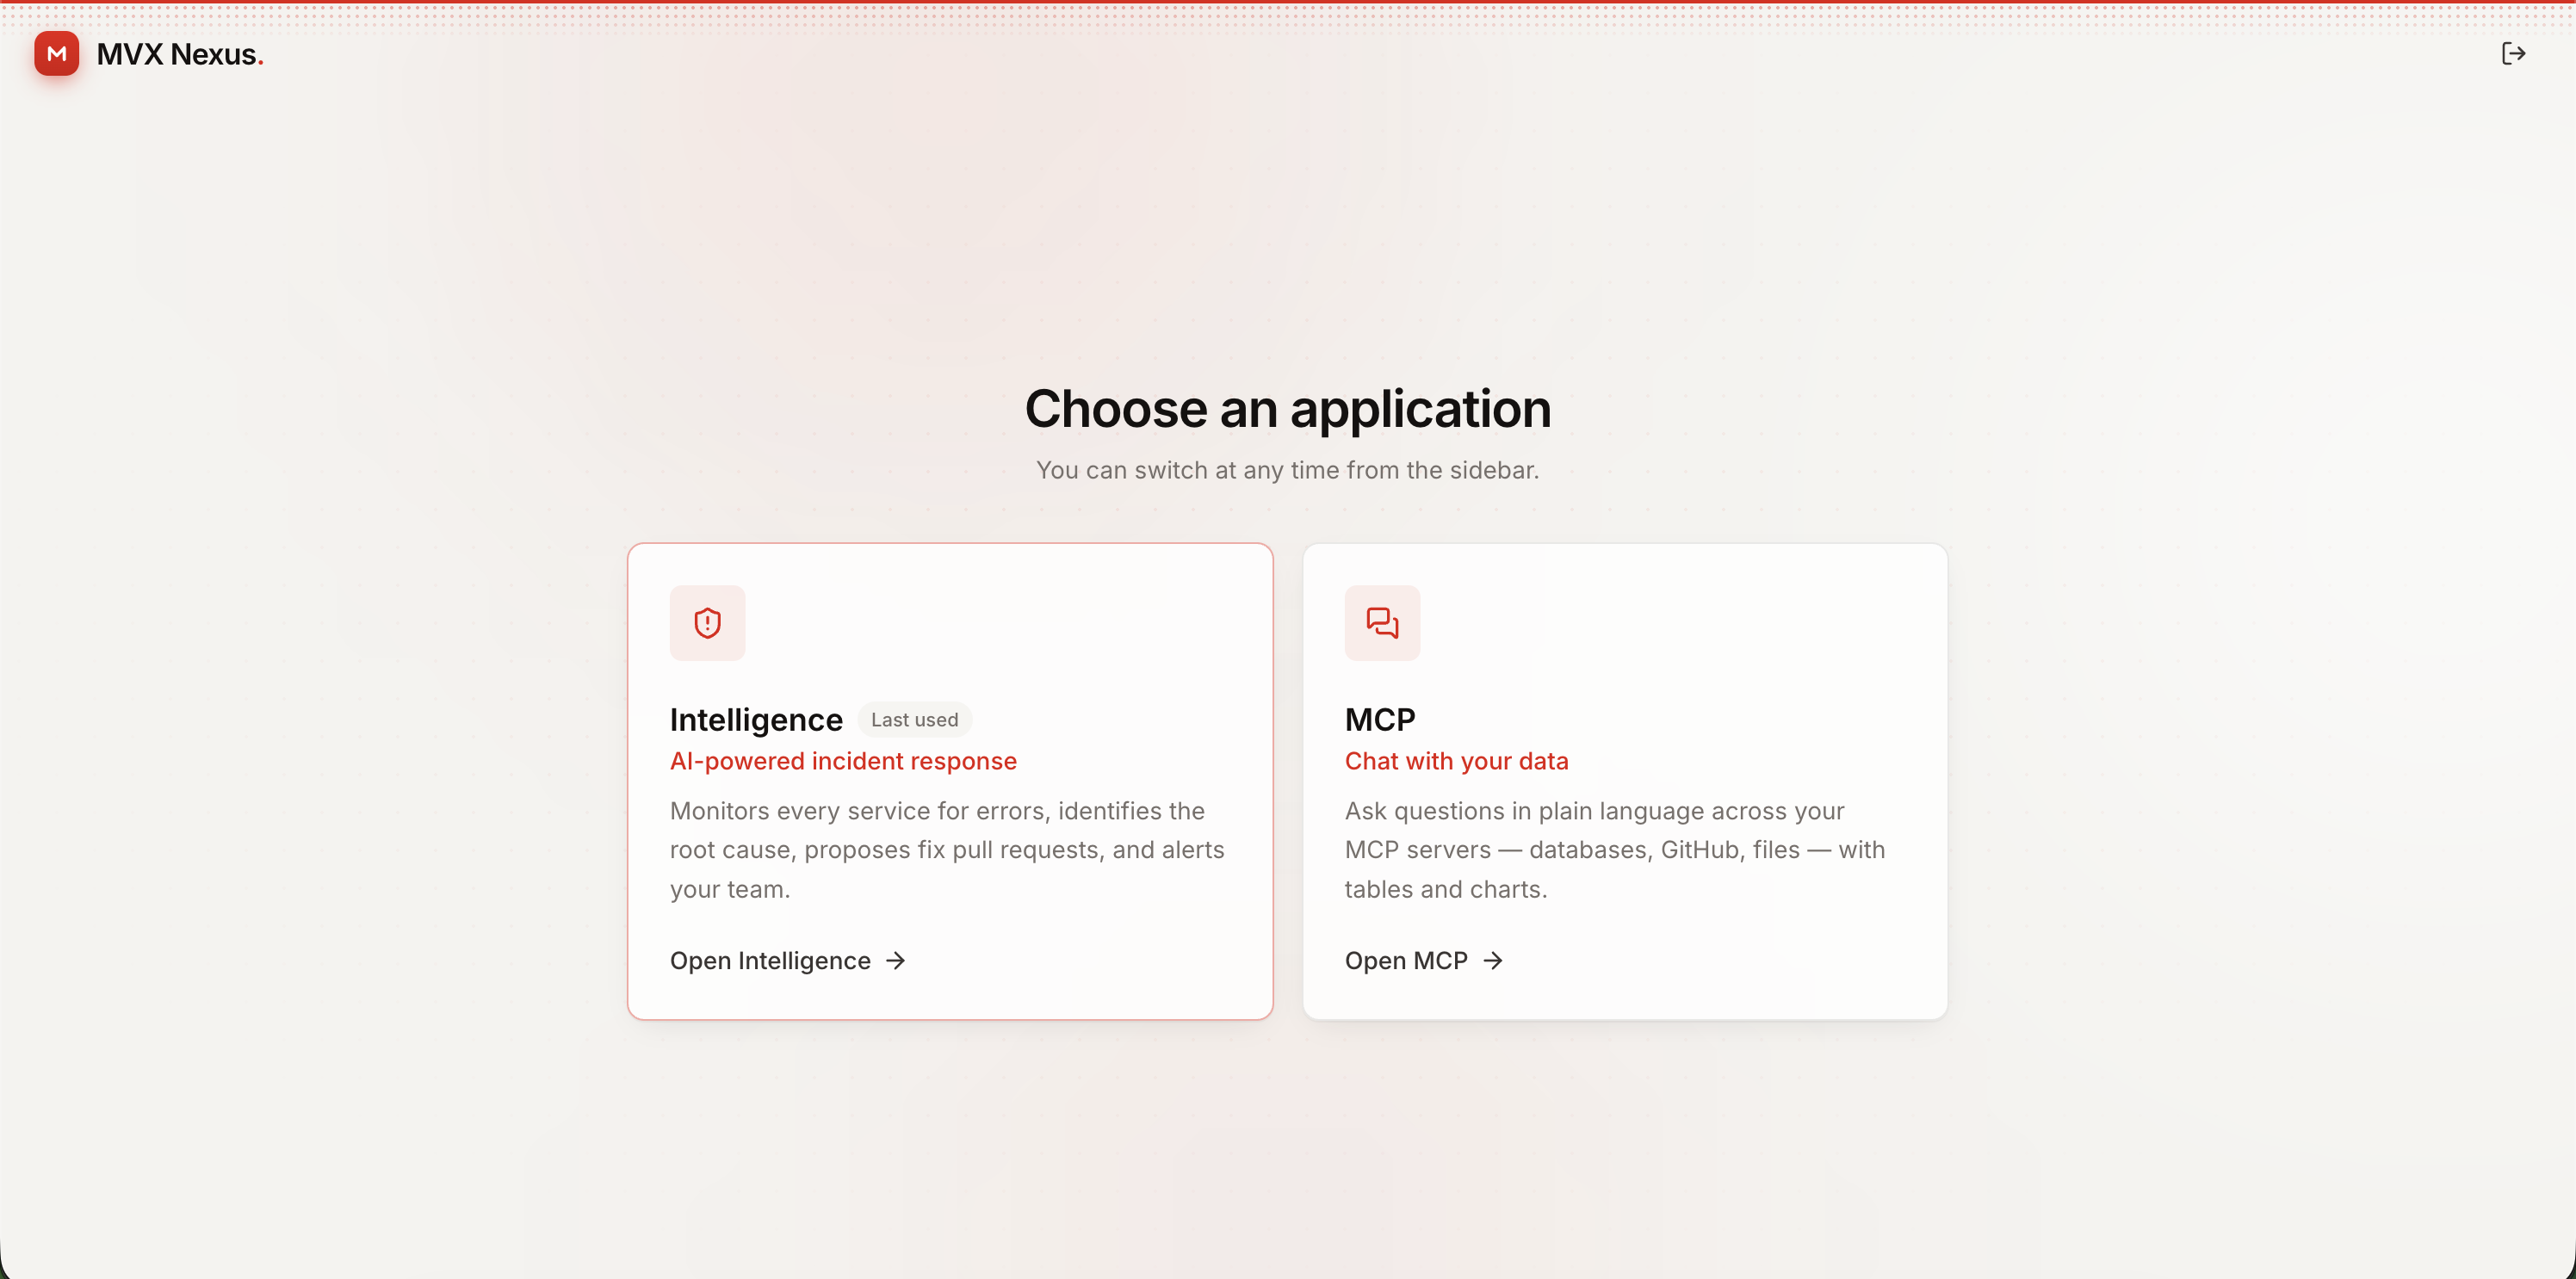 MVX Nexus.
Choose an application
You can switch at any time from the sidebar.
Intelligence Last used
AI-powered incident response
Monitors every service for errors, identifies the
root cause, proposes fix pull requests, and alerts
your team.
Open Intelligence →
MCP
Chat with your data
Ask questions in plain language across your
MCP servers — databases, GitHub, files — with
tables and charts.
Open MCP →